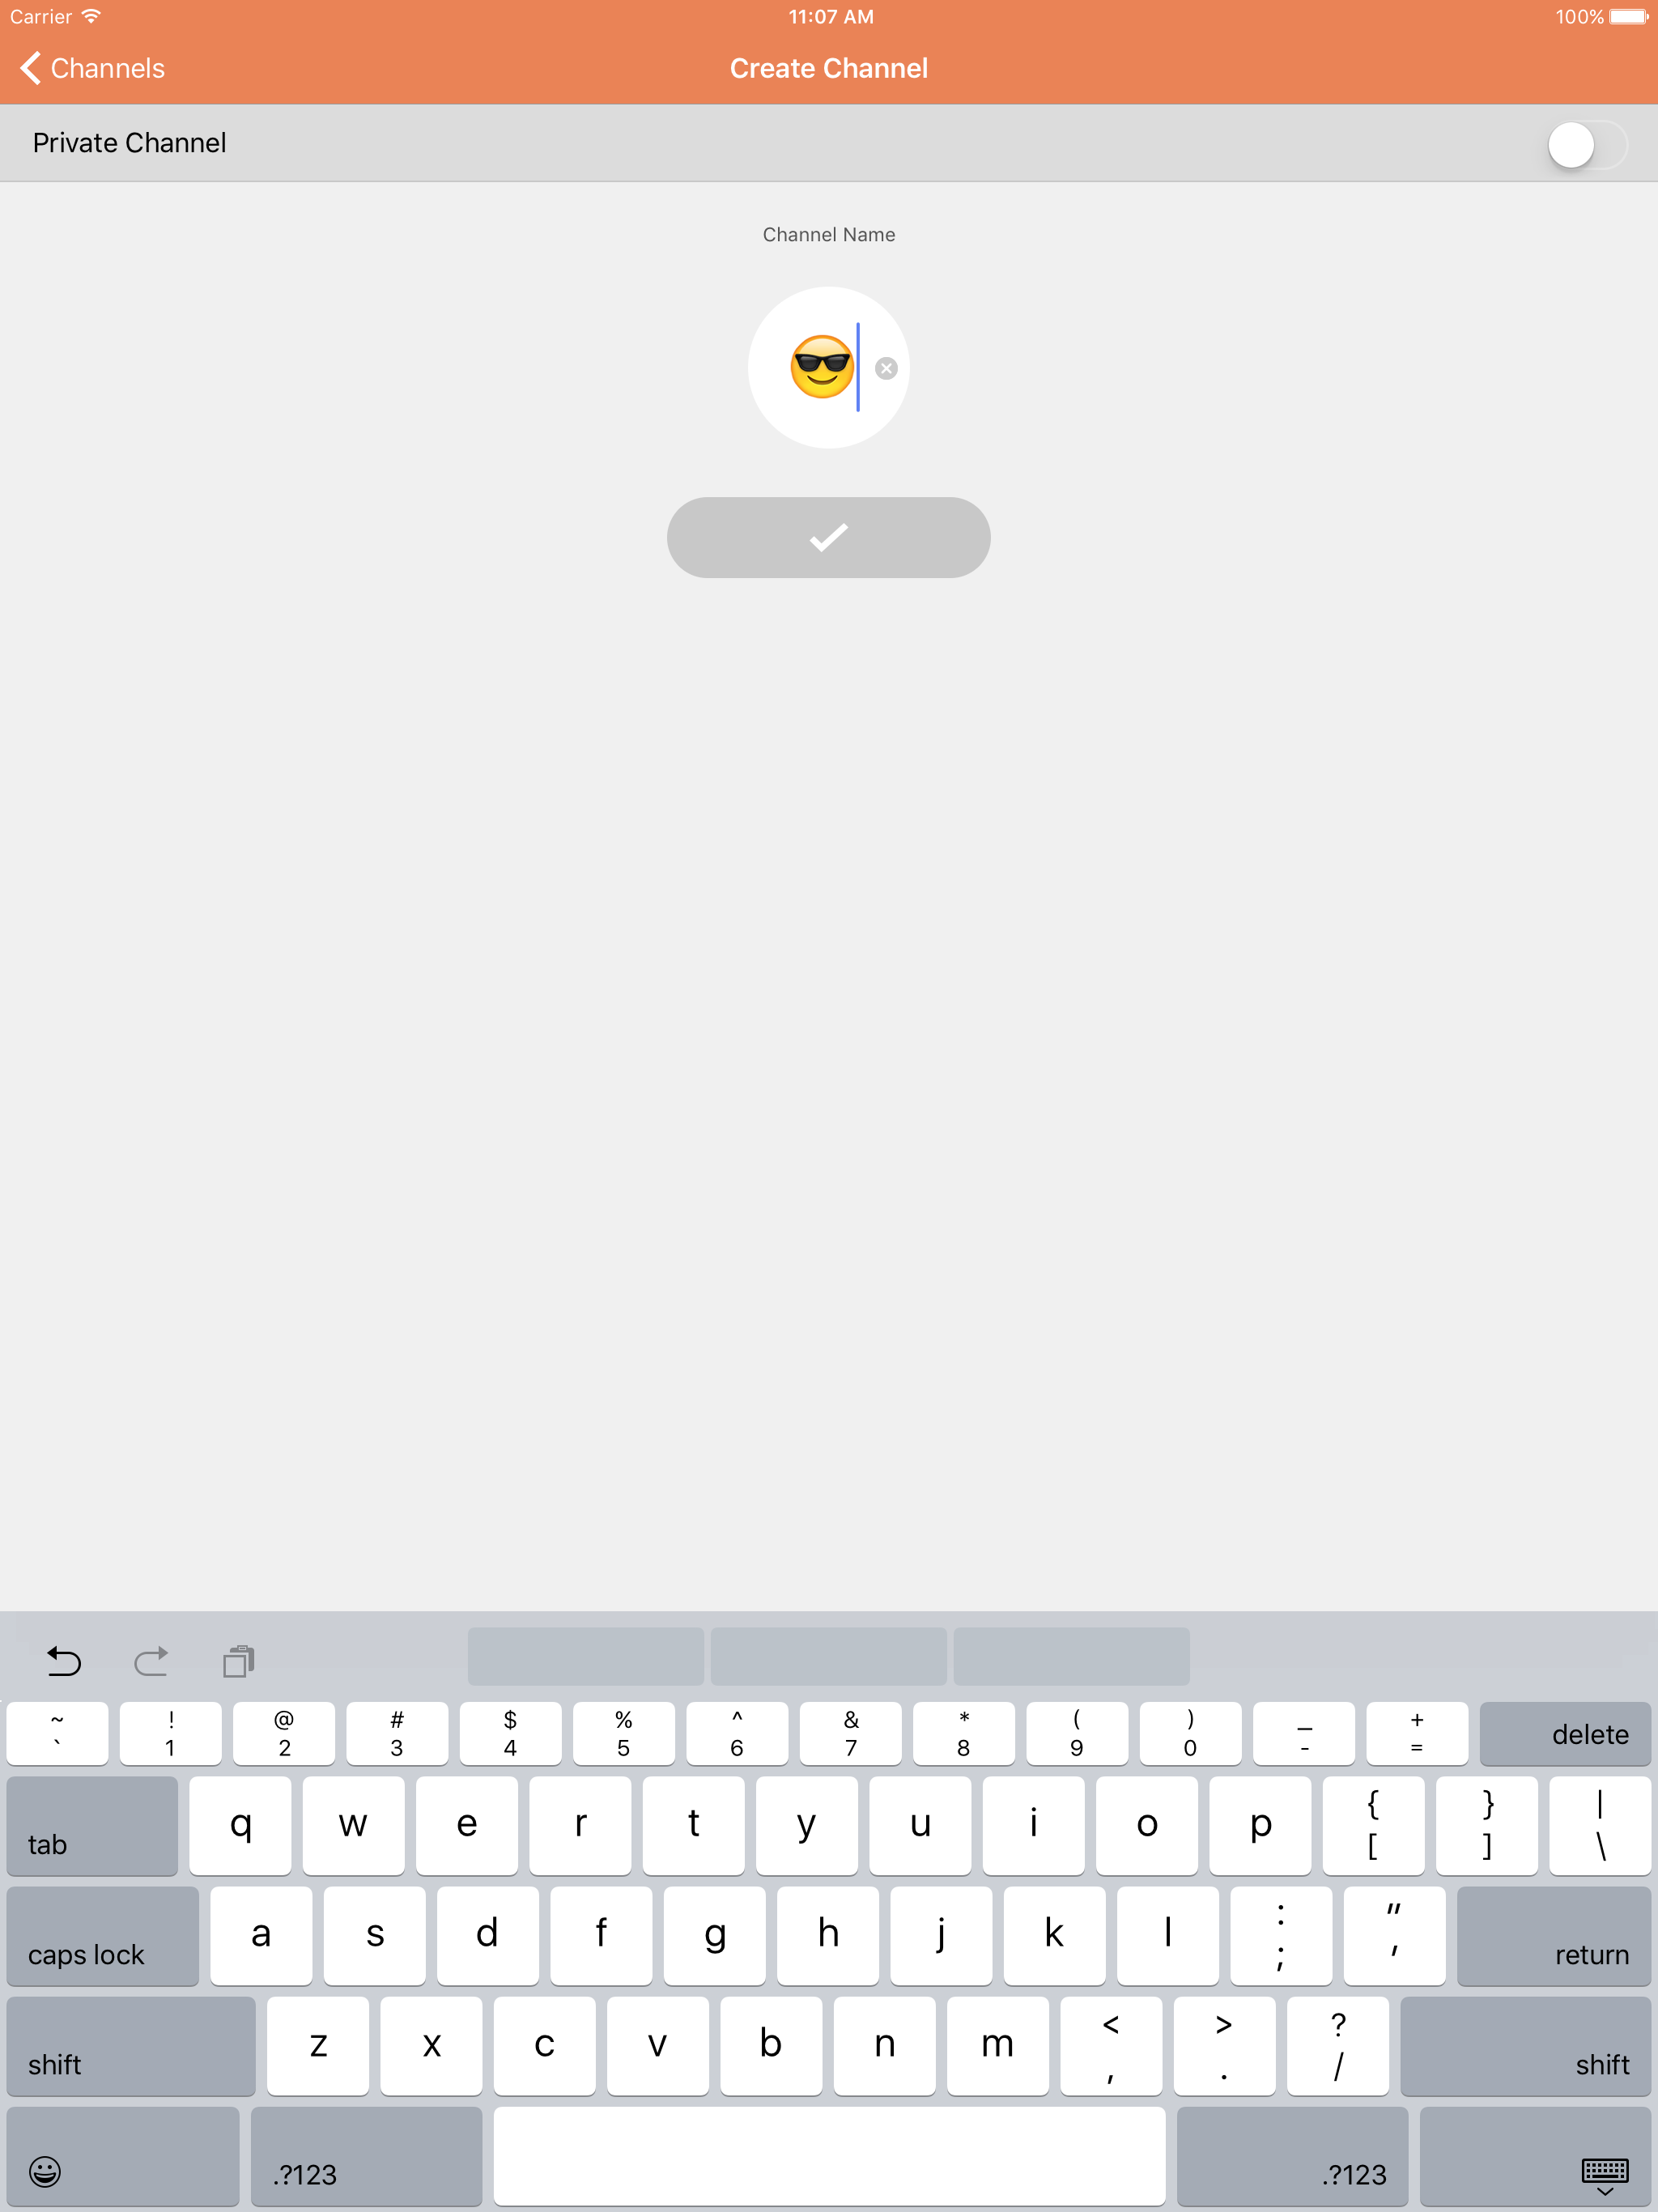 Carrier 11:07 AM 100%
Channels Create Channel
Private Channel
Channel Name
😎
~ ! @ # $ % ^ & * ( ) _ +
` 1 2 3 4 5 6 7 8 9 0 - = delete
tab q w e r t y u i o p { [ } ] | \
caps lock a s d f g h j k l : ; " ' return
shift z x c v b n m < , > . ? / shift
.?123 .?123